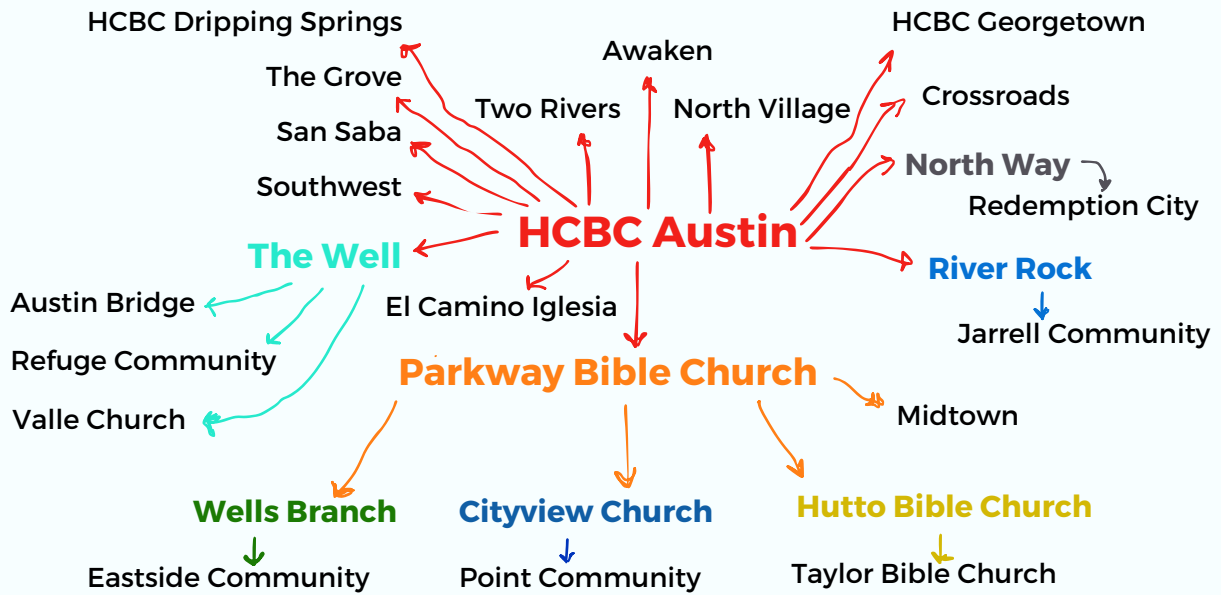 HCBC Dripping Springs
HCBC Georgetown
Awaken
The Grove
Crossroads
Two Rivers
North Village
San Saba
North Way
Southwest
Redemption City
HCBC Austin
The Well
River Rock
Austin Bridge
El Camino Iglesia
Jarrell Community
Refuge Community
Parkway Bible Church
Valle Church
Midtown
Wells Branch
Cityview Church
Hutto Bible Church
Eastside Community
Point Community
Taylor Bible Church